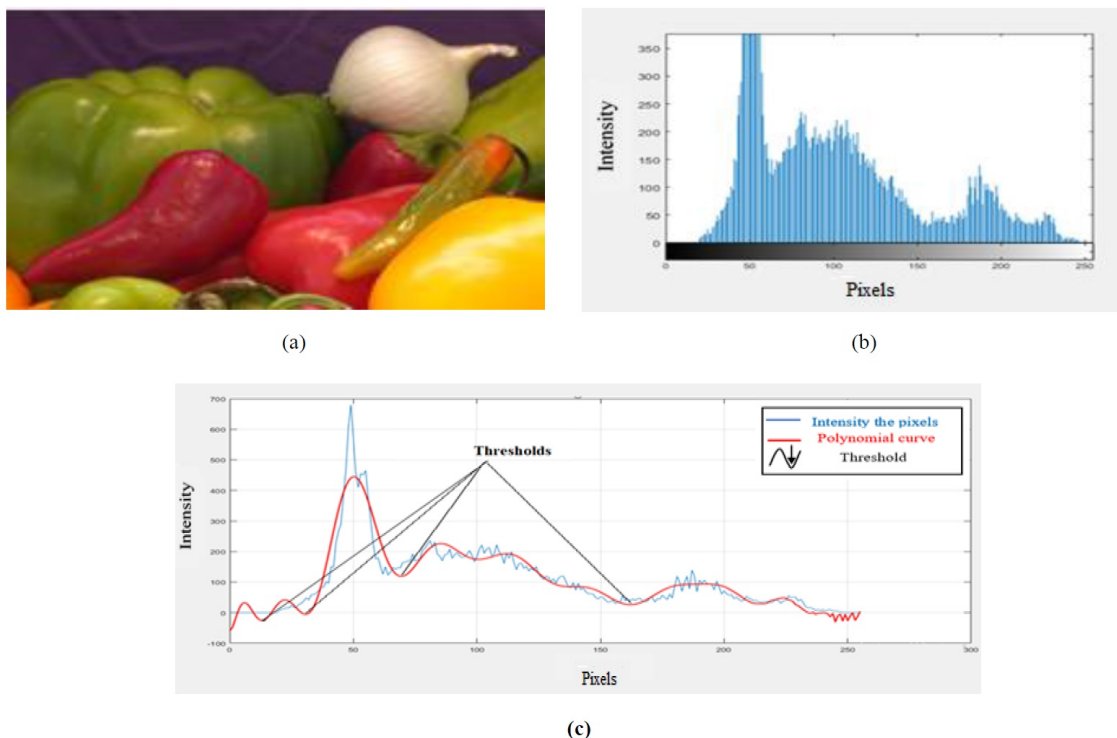 (a)
Intensity
350
300
250
200
150
100
50
0
0 50 100 150 200 250
Pixels
(b)
Thresholds
Intensity the pixels
Polynomial curve
Threshold
Intensity
700
600
500
400
300
200
100
0
-100
0 50 100 150 200 250 300
Pixels
(c)